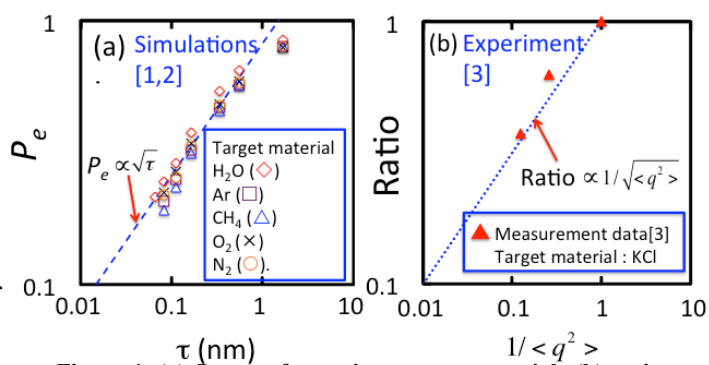 1
(a) Simulations
[1,2]
.
P_e
P_e ∝ √τ
Target material
H₂O (◇)
Ar (□)
CH₄ (△)
O₂ (×)
N₂ (○).
0.1
0.01 0.1 1 10
τ (nm)
1
(b) Experiment
[3]
Ratio
Ratio ∝ 1/√<q²>
▲ Measurement data[3]
Target material : KCl
0.1
0.01 0.1 1 10
1/<q²>